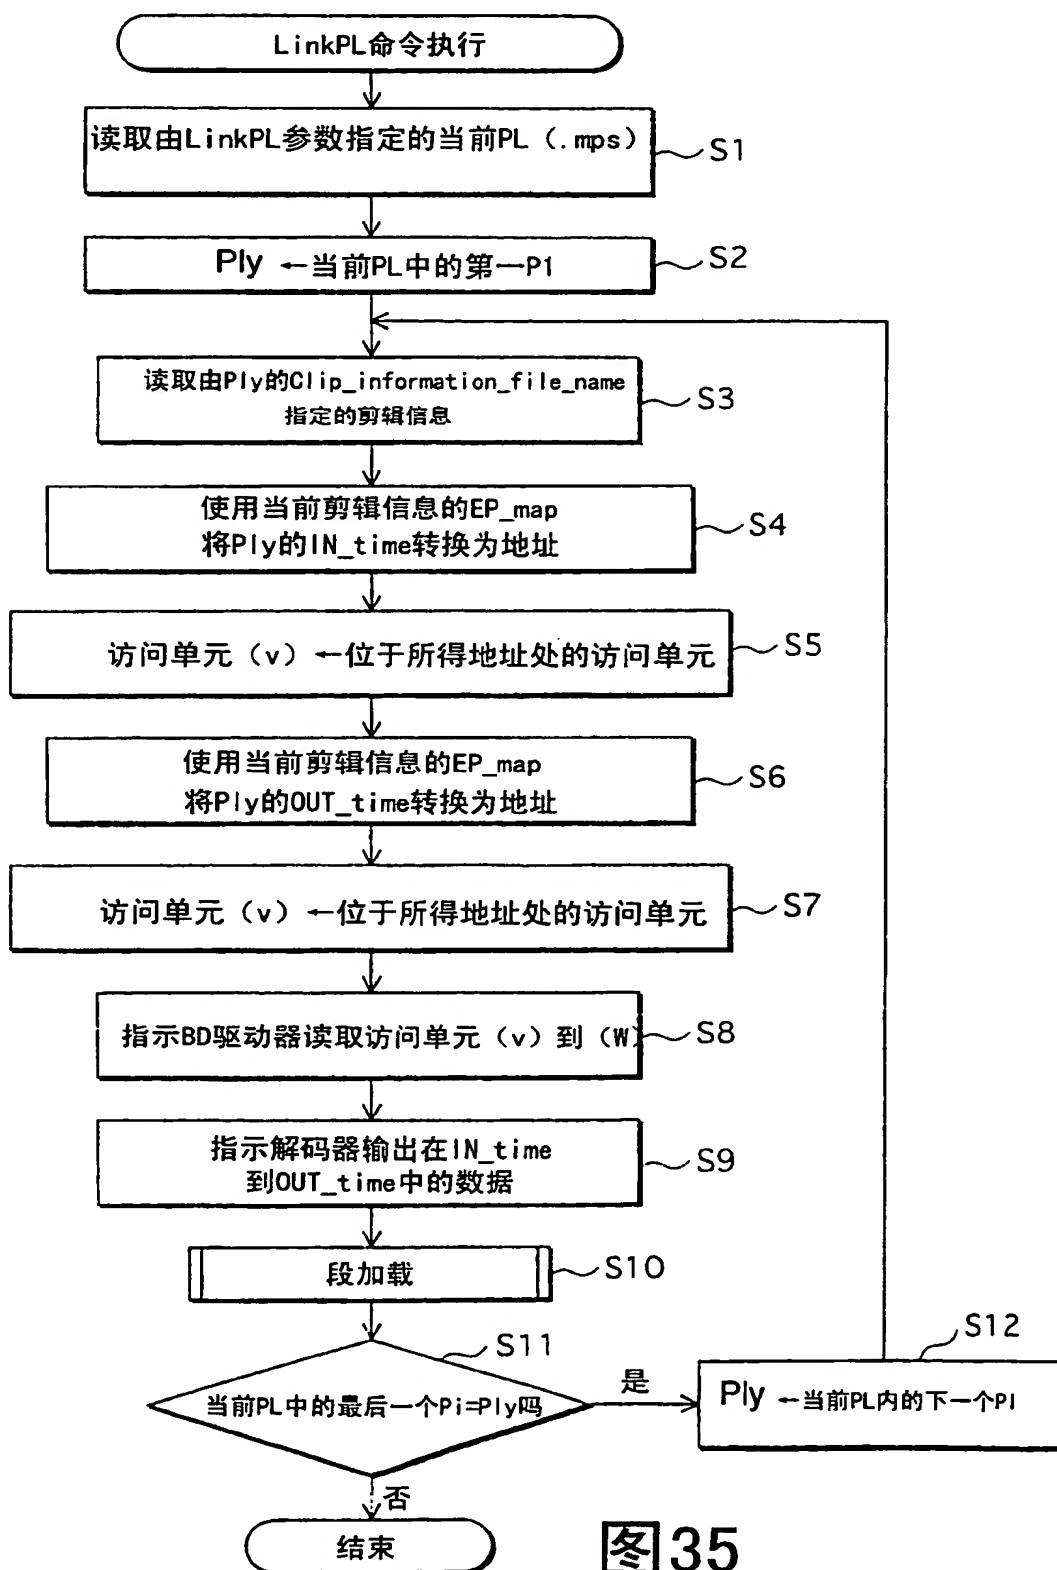 LinkPL命令执行
读取由LinkPL参数指定的当前PL（.mps）
S1
Ply ←当前PL中的第一P1
S2
读取由Ply的Clip_information_file_name
指定的剪辑信息
S3
使用当前剪辑信息的EP_map
将Ply的IN_time转换为地址
S4
访问单元（v）←位于所得地址处的访问单元
S5
使用当前剪辑信息的EP_map
将Ply的OUT_time转换为地址
S6
访问单元（v）←位于所得地址处的访问单元
S7
指示BD驱动器读取访问单元（v）到（W）
S8
指示解码器输出在IN_time
到OUT_time中的数据
S9
段加载
S10
S11
当前PL中的最后一个Pi=Ply吗
是
S12
Ply ←当前PL内的下一个PI
否
结束
图35